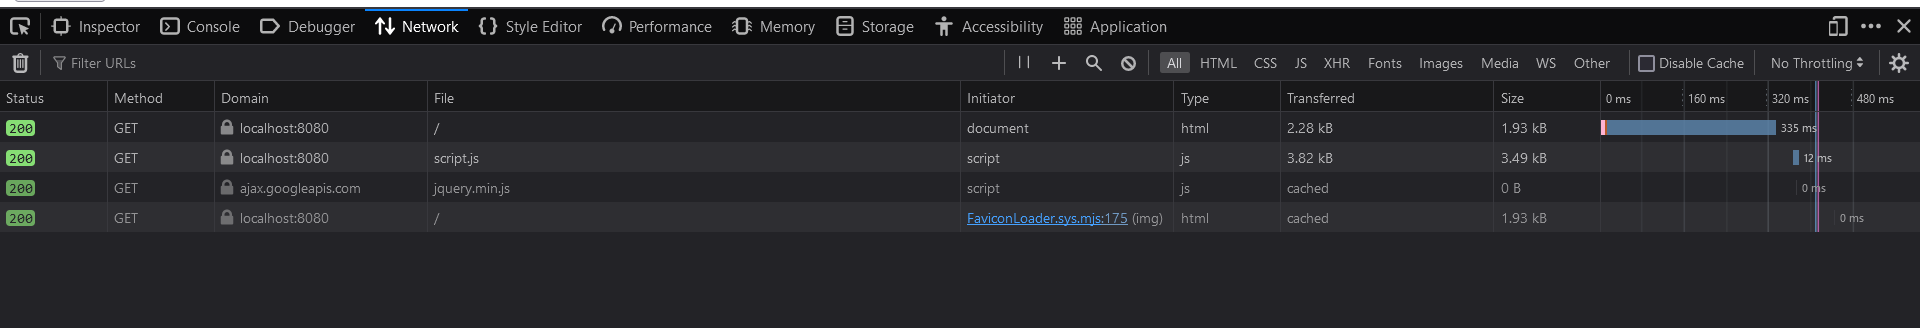 Inspector Console Debugger Network Style Editor Performance Memory Storage Accessibility Application
Filter URLs All HTML CSS JS XHR Fonts Images Media WS Other Disable Cache No Throttling
Status Method Domain File Initiator Type Transferred Size 0 ms 160 ms 320 ms 480 ms
200 GET localhost:8080 / document html 2.28 kB 1.93 kB 335 ms
200 GET localhost:8080 script.js script js 3.82 kB 3.49 kB 12 ms
200 GET ajax.googleapis.com jquery.min.js script js cached 0 B 0 ms
200 GET localhost:8080 / FaviconLoader.sys.mjs:175 (img) html cached 1.93 kB 0 ms